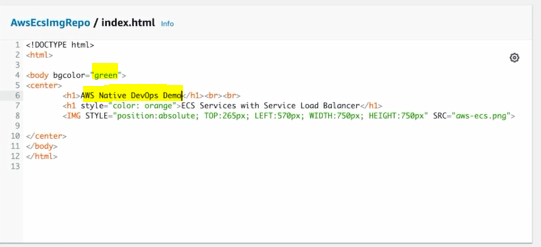 AwsEcsImgRepo / index.html Info
1 <!DOCTYPE html>
2 <html>
3
4 <body bgcolor="green">
5 <center>
6 <h1>AWS Native DevOps Demo</h1><br><br>
7 <h1 style="color: orange">ECS Services with Service Load Balancer</h1>
8 <IMG STYLE="position:absolute; TOP:265px; LEFT:570px; WIDTH:750px; HEIGHT:750px" SRC="aws-ecs.png">
9
10 </center>
11 </body>
12 </html>
13